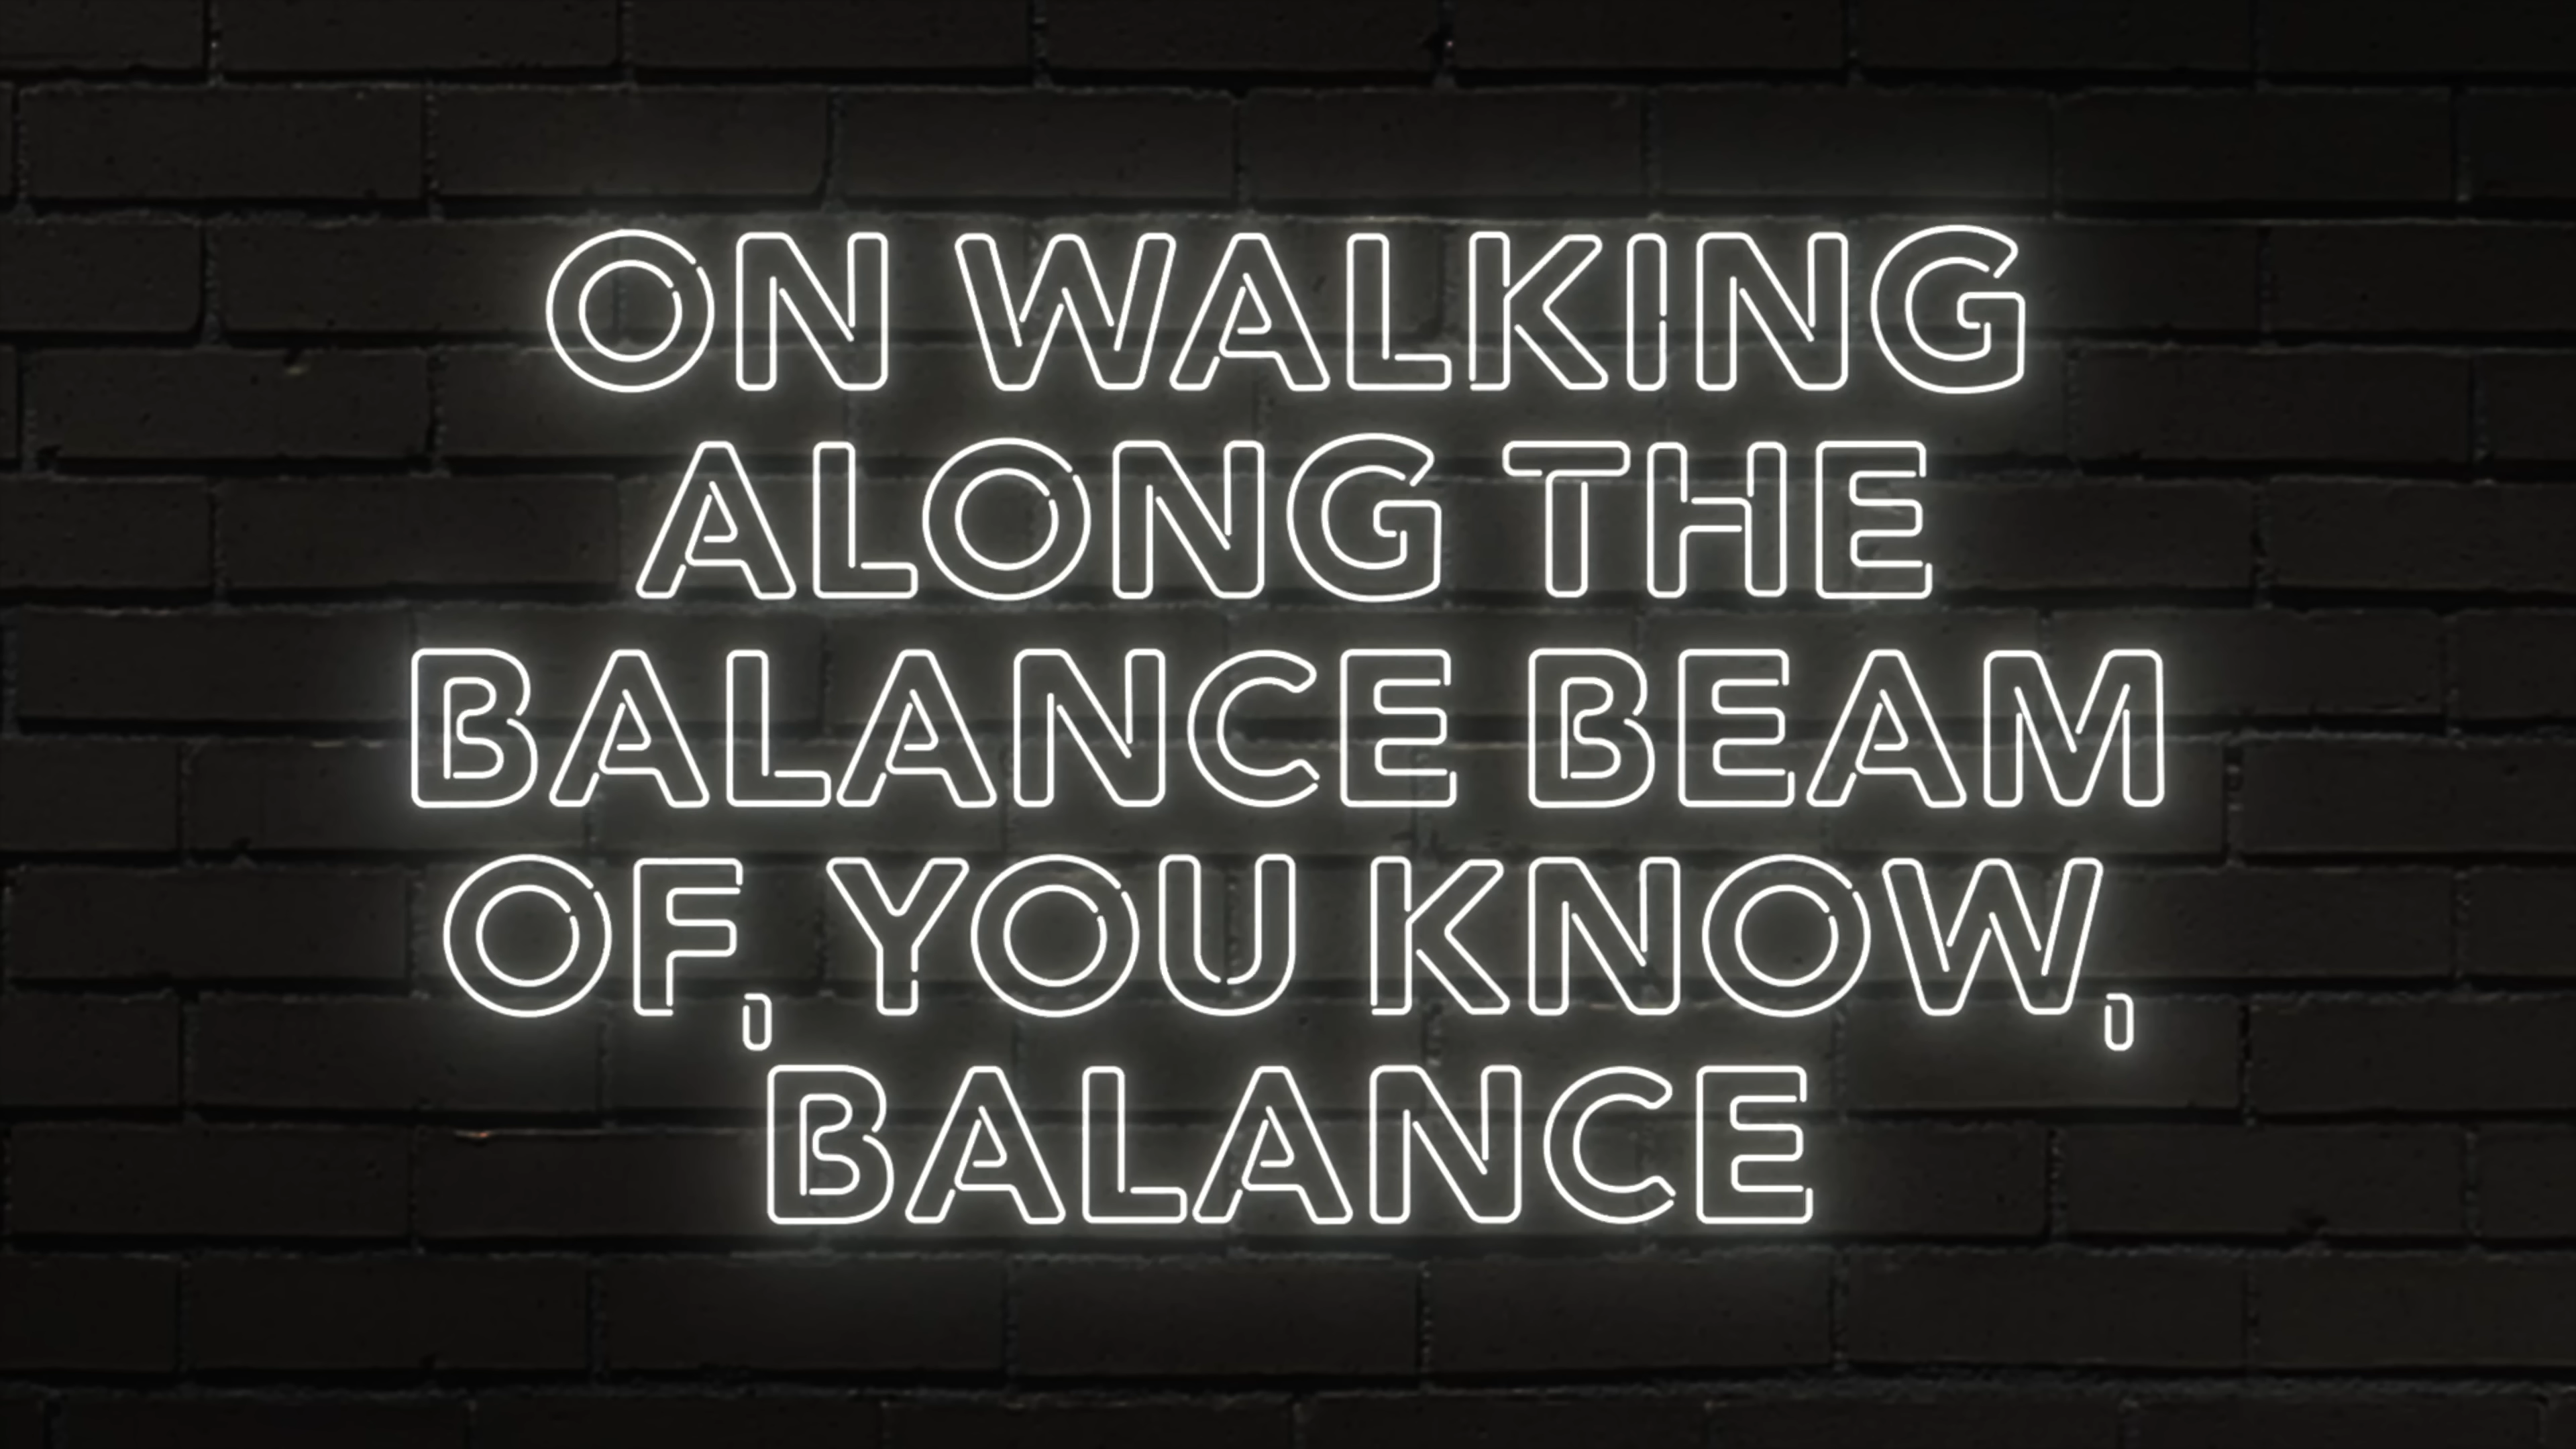 ON WALKING
ALONG THE
BALANCE BEAM
OF, YOU KNOW,
BALANCE